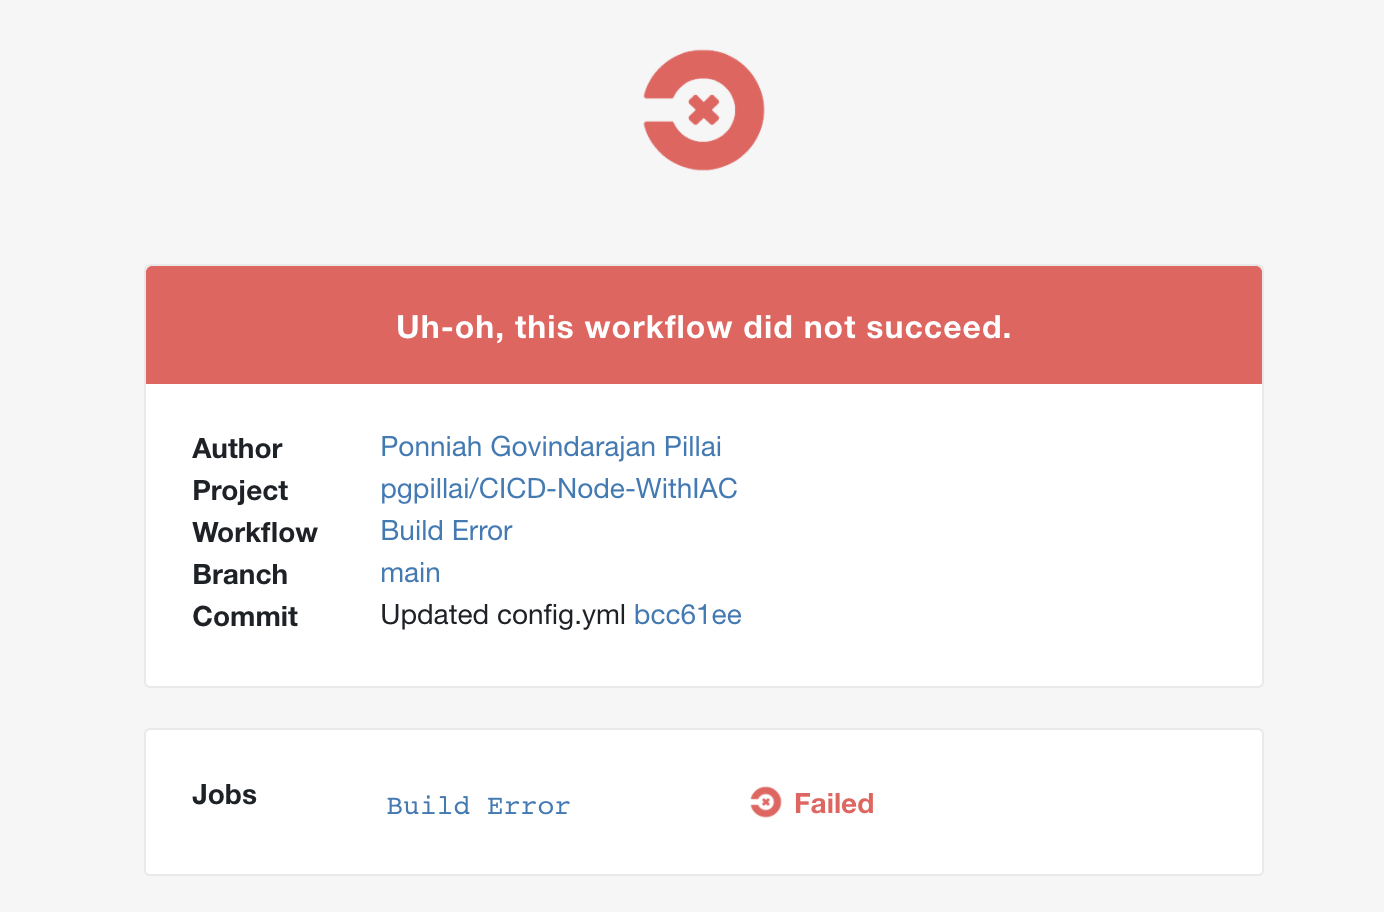 Uh-oh, this workflow did not succeed.
Author Ponniah Govindarajan Pillai
Project pgpillai/CICD-Node-WithIAC
Workflow Build Error
Branch main
Commit Updated config.yml bcc61ee
Jobs Build Error Failed